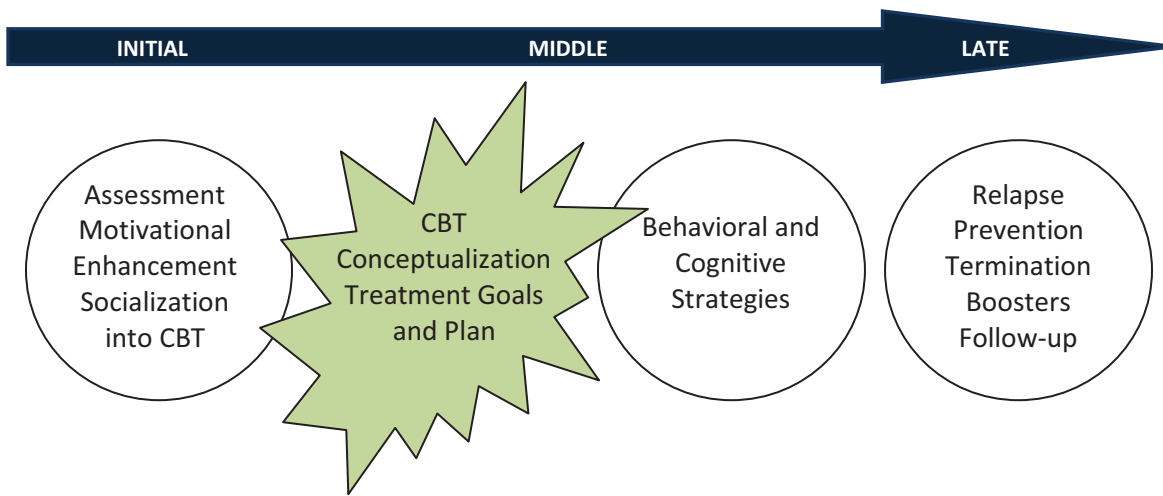 INITIAL MIDDLE LATE
Assessment
Motivational
Enhancement
Socialization
into CBT
CBT
Conceptualization
Treatment Goals
and Plan
Behavioral and
Cognitive
Strategies
Relapse
Prevention
Termination
Boosters
Follow-up